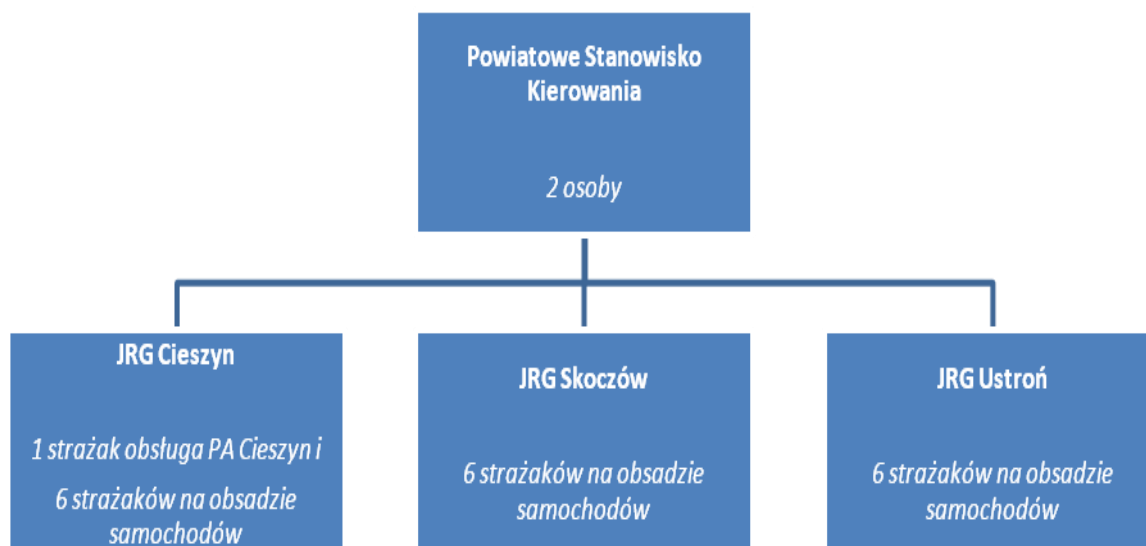 Powiatowe Stanowisko
Kierowania
2 osoby
JRG Cieszyn
1 strażak obsługa PA Cieszyn i
6 strażaków na obsadzie
samochodów
JRG Skoczów
6 strażaków na obsadzie
samochodów
JRG Ustroń
6 strażaków na obsadzie
samochodów